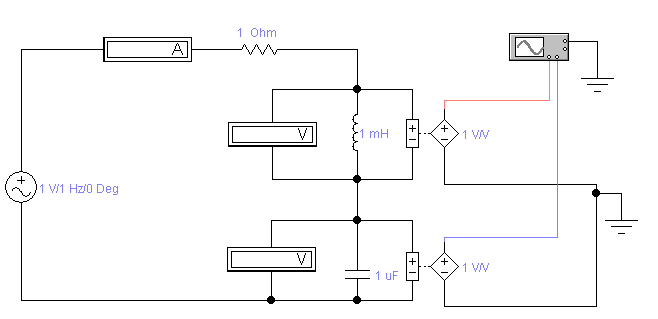 1 Ohm
A
V
1 mH
1 V/V
1 V/1 Hz/0 Deg
V
1 uF
1 V/V